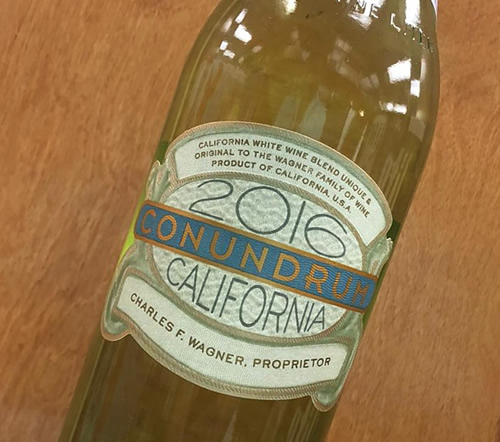 CALIFORNIA WHITE WINE BLEND UNIQUE &
ORIGINAL TO THE WAGNER FAMILY OF WINE
PRODUCT OF CALIFORNIA, U.S.A.
2016
CONUNDRUM
CALIFORNIA
CHARLES F. WAGNER, PROPRIETOR